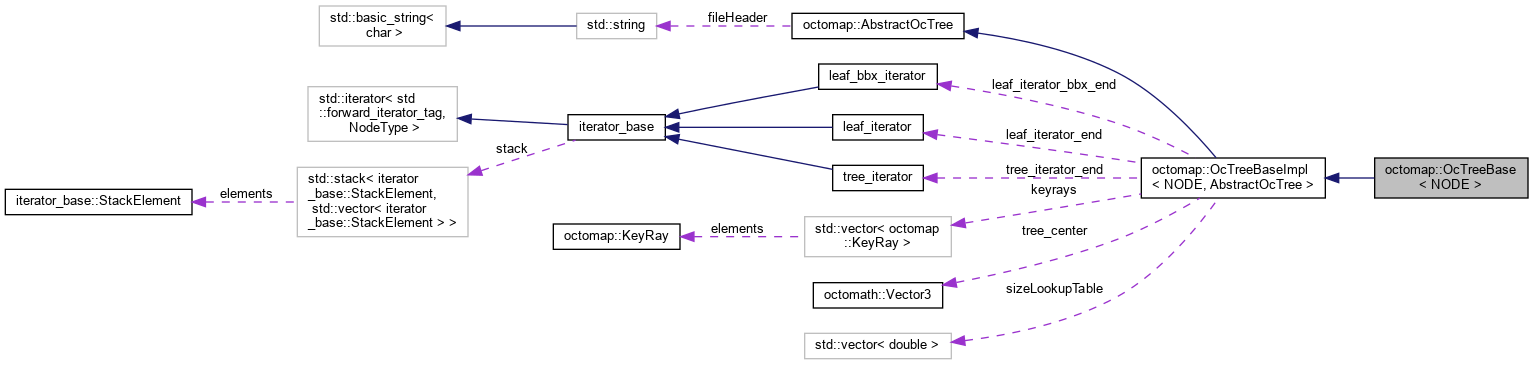 std::basic_string<
char >
std::string
fileHeader
octomap::AbstractOcTree
std::iterator< std
::forward_iterator_tag,
NodeType >
iterator_base
leaf_bbx_iterator
leaf_iterator_bbx_end
leaf_iterator
leaf_iterator_end
tree_iterator
tree_iterator_end
stack
iterator_base::StackElement
elements
std::stack< iterator
_base::StackElement,
std::vector< iterator
_base::StackElement > >
octomap::OcTreeBaseImpl
< NODE, AbstractOcTree >
octomap::OcTreeBase
< NODE >
keyrays
octomap::KeyRay
elements
std::vector< octomap
::KeyRay >
tree_center
octomath::Vector3
sizeLookupTable
std::vector< double >